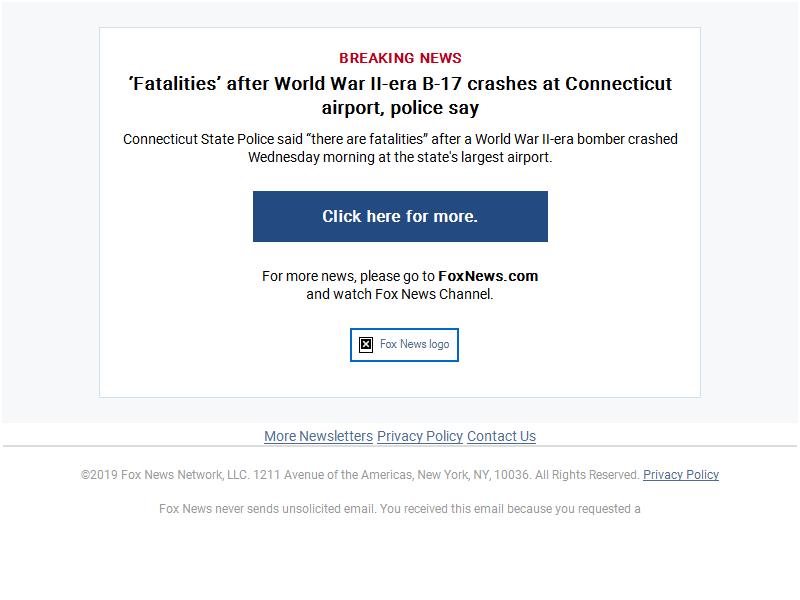 BREAKING NEWS
‘Fatalities’ after World War II-era B-17 crashes at Connecticut
airport, police say
Connecticut State Police said “there are fatalities” after a World War II-era bomber crashed
Wednesday morning at the state's largest airport.
Click here for more.
For more news, please go to FoxNews.com
and watch Fox News Channel.
Fox News logo
More Newsletters Privacy Policy Contact Us
©2019 Fox News Network, LLC. 1211 Avenue of the Americas, New York, NY, 10036. All Rights Reserved. Privacy Policy
Fox News never sends unsolicited email. You received this email because you requested a